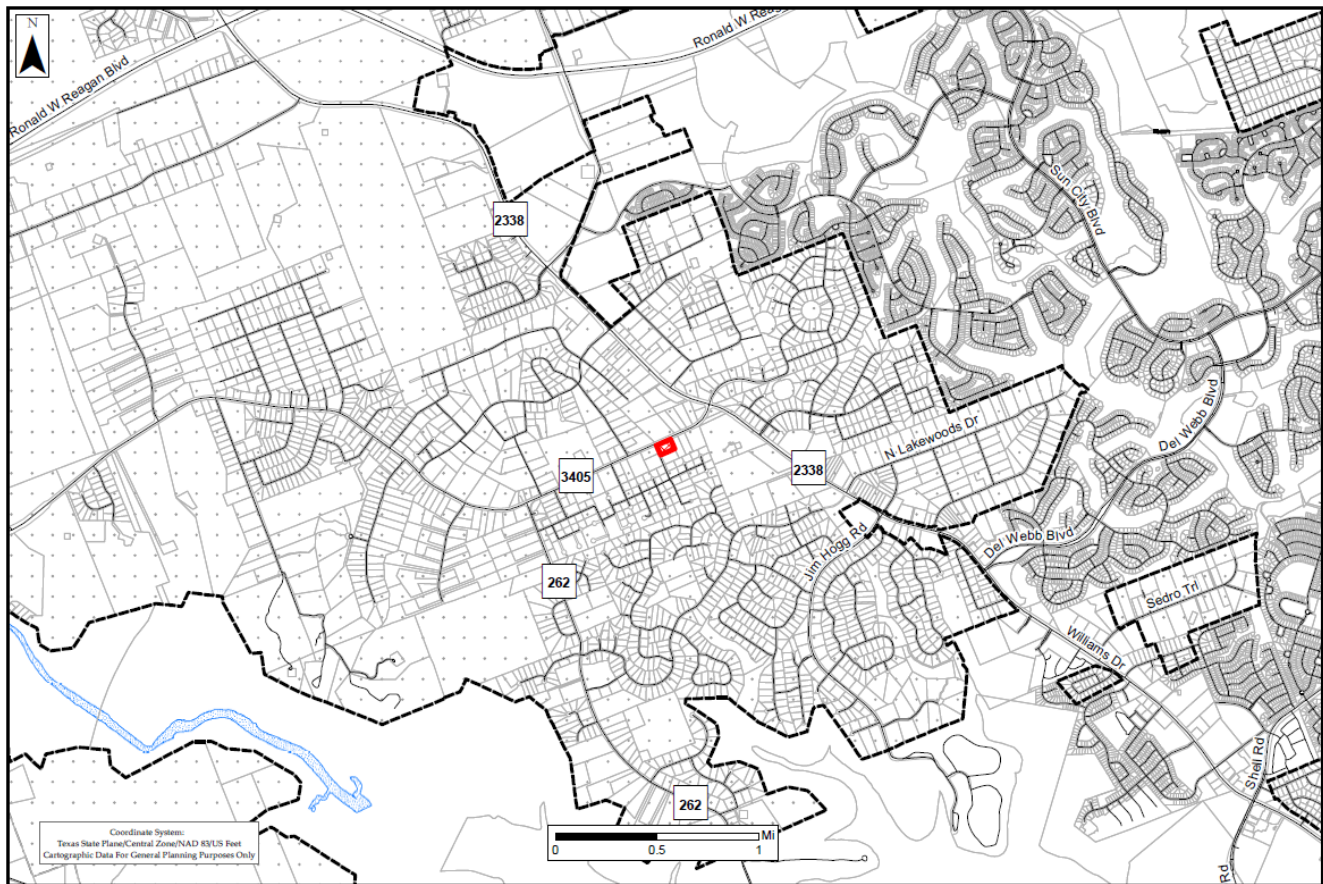 N
Ronald W Reagan Blvd
Ronald W Reagan Blvd
Sun City Blvd
2338
Del Webb Blvd
N Lakewoods Dr
3405
2338
Jim Hogg Rd
Del Webb Blvd
262
Sedro Trl
Williams Dr
Shell Rd
262
Coordinate System:
Texas State Plane/Central Zone/NAD 83/US Feet
Cartographic Data For General Planning Purposes Only
Mi
0 0.5 1
Rd